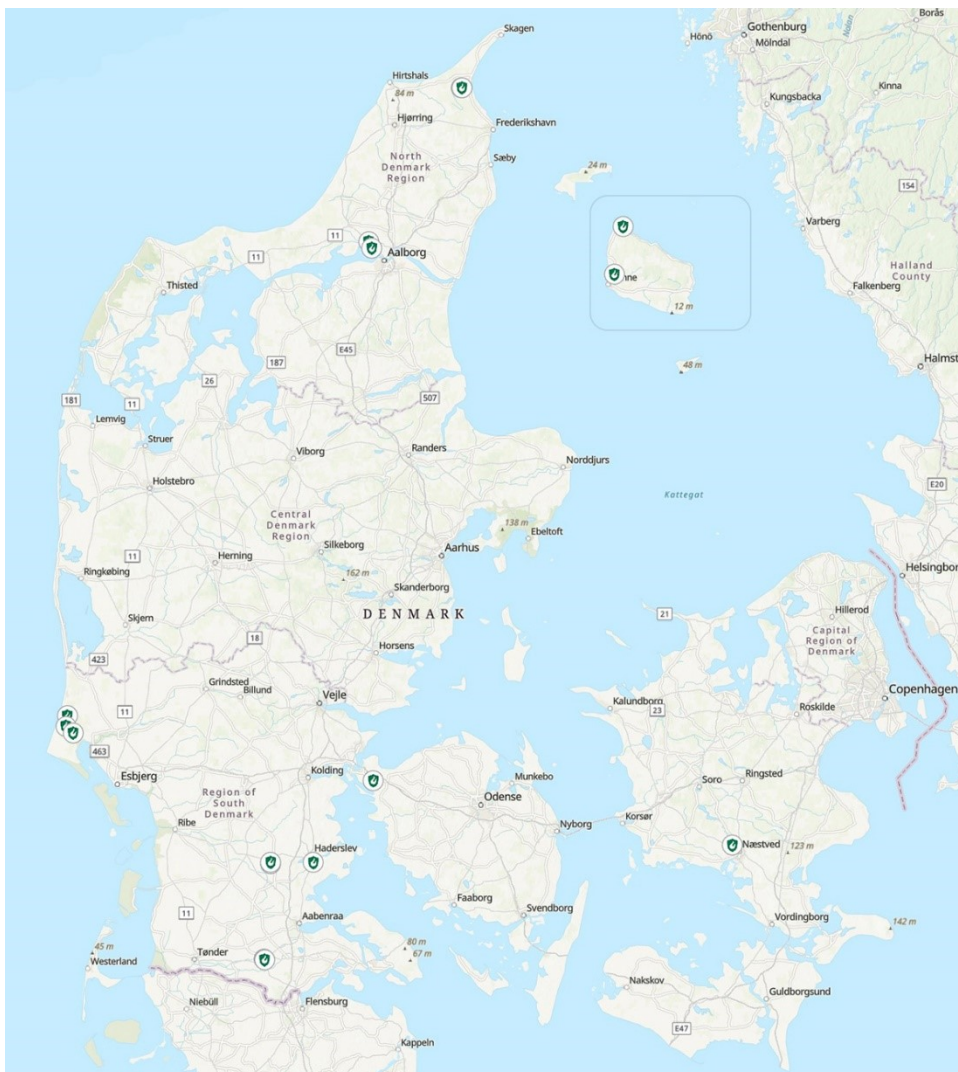 Skagen
Hönö
Gothenburg
Mölndal
Borås
Nolån
Hirtshals
84 m
Hjørring
Kungsbacka
Kinna
Frederikshavn
North
Denmark
Region
Sæby
24 m
154
Varberg
11
11
Aalborg
Halland
County
Thisted
nne
12 m
Falkenberg
E45
187
48 m
Halmst
26
181
11
507
Lemvig
Struer
Viborg
Randers
Norddjurs
Holstebro
Kattegat
E20
Central
Denmark
Region
138 m
Ebeltoft
Silkeborg
Aarhus
11
Herning
162 m
Ringkøbing
Skanderborg
Helsingbor
DENMARK
21
Hillerod
Skjern
18
Capital
Region of
Denmark
423
Horsens
Grindsted
Billund
Vejle
Copenhagen
11
Kalundborg
23
Roskilde
463
Esbjerg
Kolding
Munkebo
Soro
Ringsted
Region of
South
Denmark
Odense
Ribe
Nyborg
Korsør
Haderslev
Næstved
123 m
Faaborg
Svendborg
11
Aabenraa
Vordingborg
142 m
45 m
Westerland
Tønder
80 m
67 m
Nakskov
Guldborgsund
Niebüll
Flensburg
E47
Kappeln